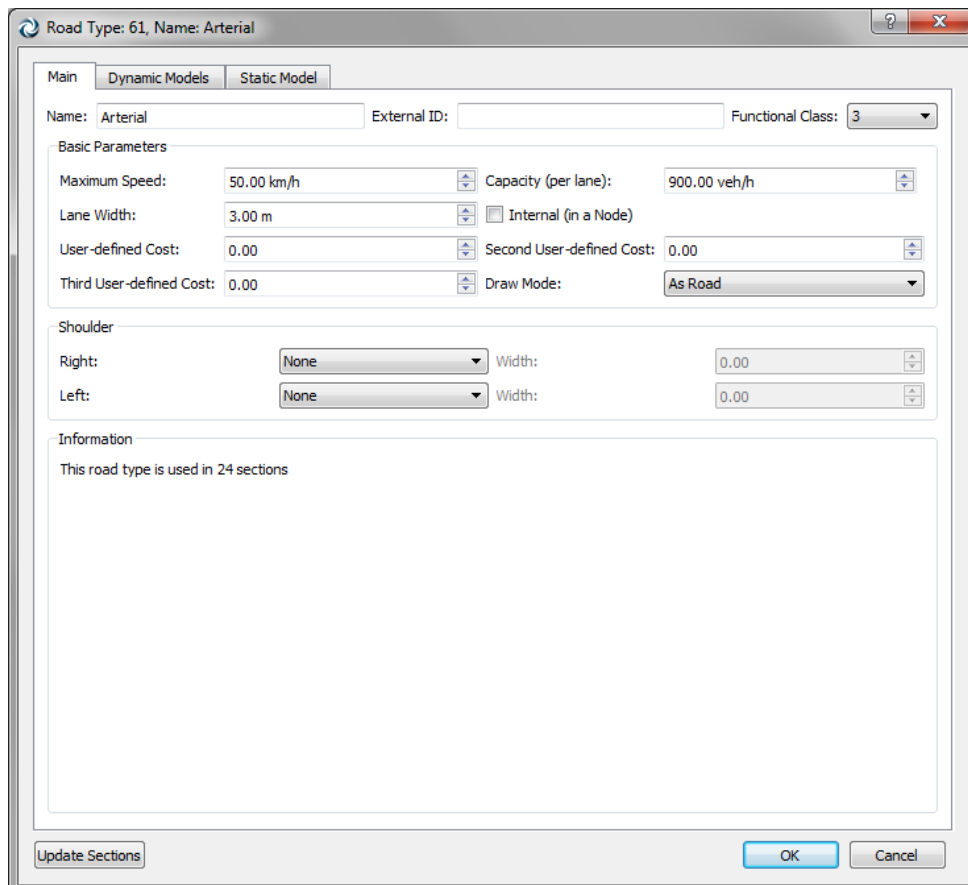 Road Type: 61, Name: Arterial
?
Main Dynamic Models Static Model
Name: Arterial External ID: Functional Class: 3
Basic Parameters
Maximum Speed: 50.00 km/h Capacity (per lane): 900.00 veh/h
Lane Width: 3.00 m Internal (in a Node)
User-defined Cost: 0.00 Second User-defined Cost: 0.00
Third User-defined Cost: 0.00 Draw Mode: As Road
Shoulder
Right: None Width: 0.00
Left: None Width: 0.00
Information
This road type is used in 24 sections
Update Sections OK Cancel